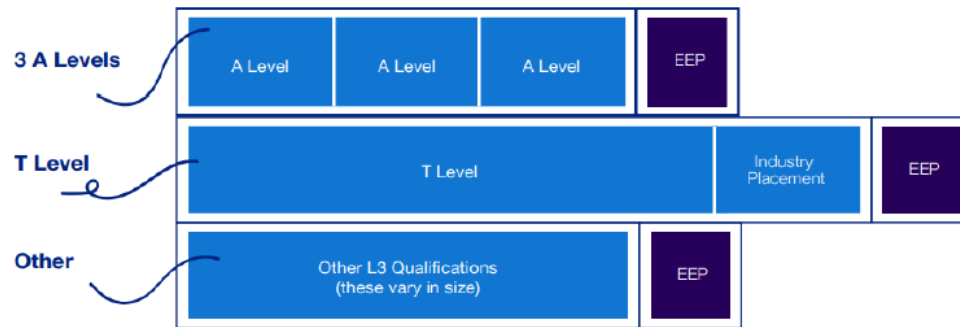 3 A Levels
A Level
A Level
A Level
EEP
T Level
T Level
Industry
Placement
EEP
Other
Other L3 Qualifications
(these vary in size)
EEP